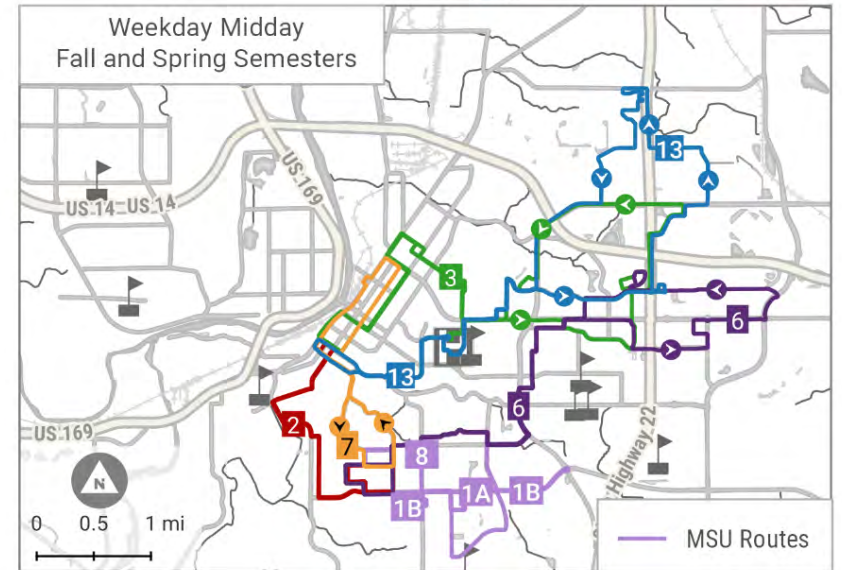 Weekday Midday
Fall and Spring Semesters
13
US 169
US 14 US 14
3
6
13
6
2
7
US 169
8
1A
1B
1B
Highway 22
N
0 0.5 1 mi
MSU Routes